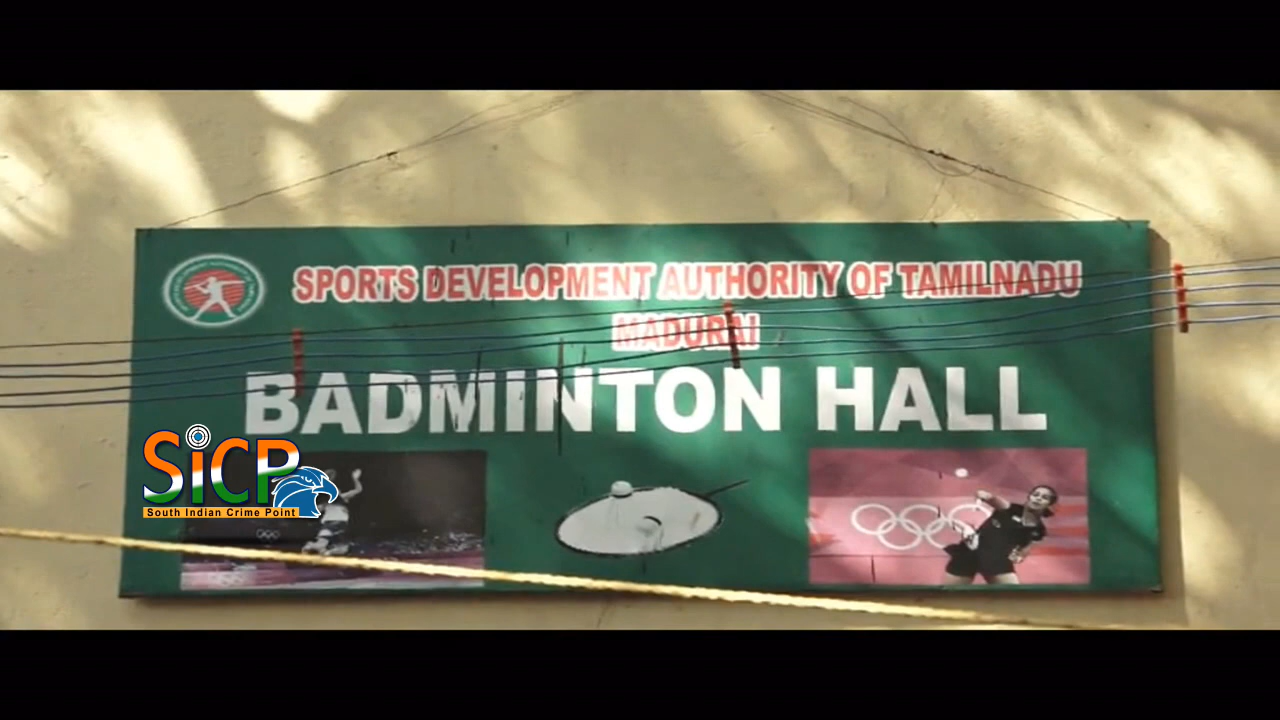 SPORTS DEVELOPMENT AUTHORITY OF TAMILNADU
MADURAI
BADMINTON HALL
SiCP
South Indian Crime Point